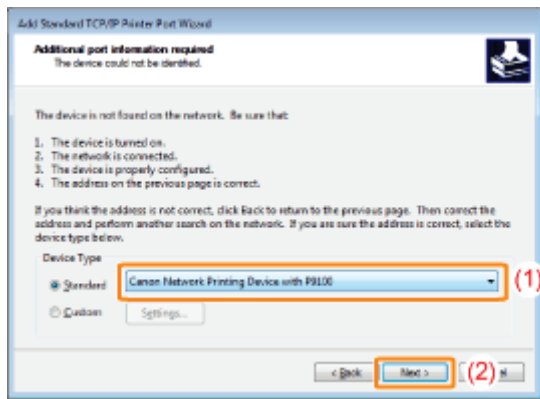 Add Standard TCP/IP Printer Port Wizard
Additional port information required
The device could not be identified.
The device is not found on the network. Be sure that:
1. The device is turned on.
2. The network is connected.
3. The device is properly configured.
4. The address on the previous page is correct.
If you think the address is not correct, click Back to return to the previous page. Then correct the
address and perform another search on the network. If you are sure the address is correct, select the
device type below.
Device Type
Standard Canon Network Printing Device with P9100 (1)
Custom Settings...
< Back Next > (2)